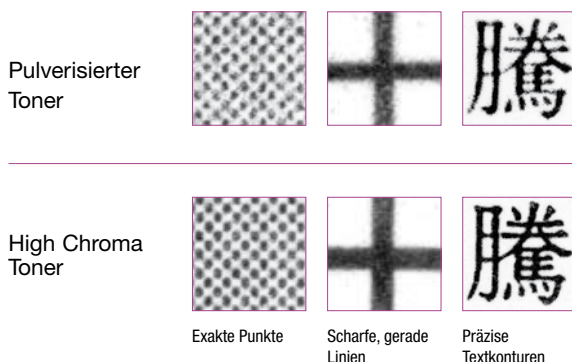 Pulverisierter
Toner
騰
High Chroma
Toner
騰
Exakte Punkte
Scharfe, gerade
Linien
Präzise
Textkonturen